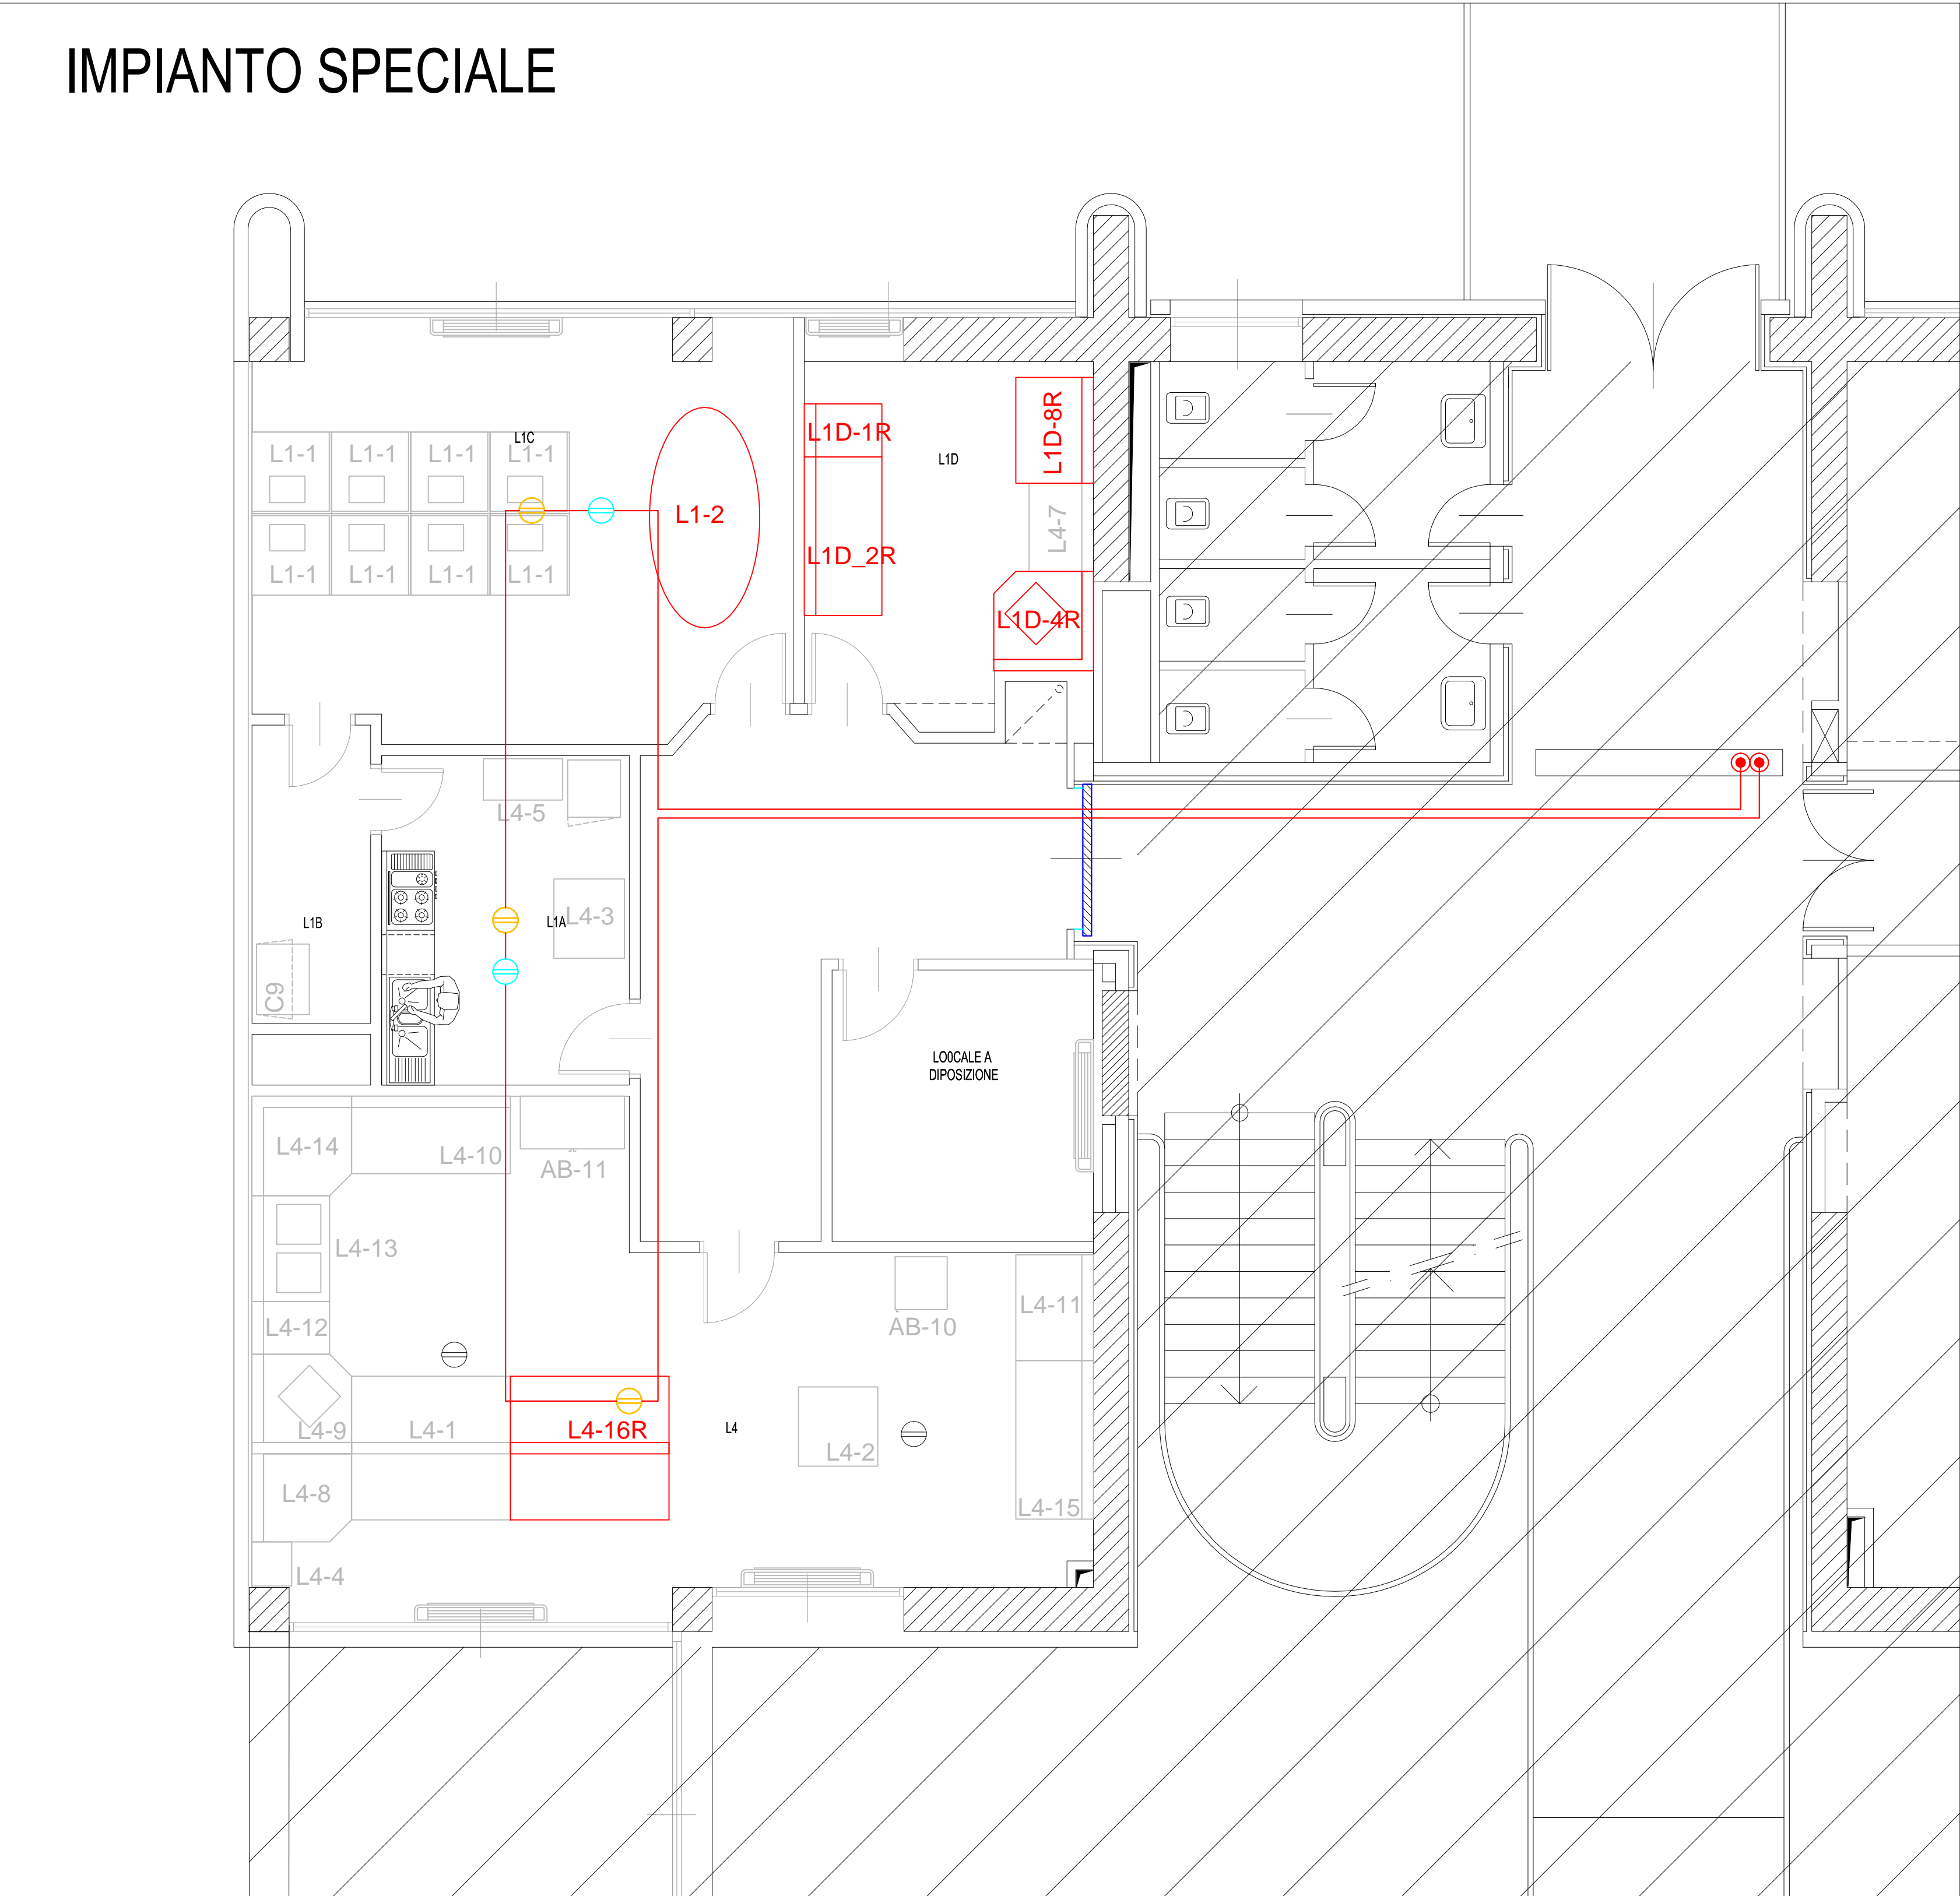 IMPIANTO SPECIALE
L1-1 L1-1 L1-1 L1-1
L1C
L1-1 L1-1 L1-1 L1-1
L1-2
L1D-1R
L1D_2R
L1D
L1D-8R
L4-7
L1D-4R
L4-5
L1B
L1A
L4-3
C9
LO0CALE A
DIPOSIZIONE
L4-14
L4-10
AB-11
L4-13
L4-12
L4-9
L4-1
L4-16R
L4
L4-2
AB-10
L4-11
L4-15
L4-8
L4-4